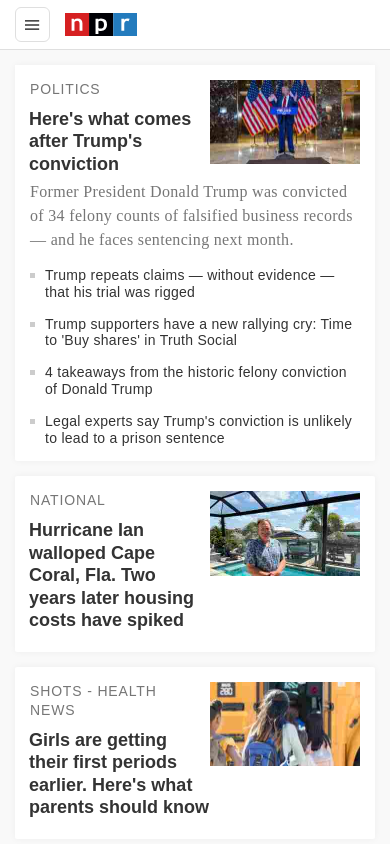 npr
POLITICS
Here's what comes
after Trump's
conviction
Former President Donald Trump was convicted
of 34 felony counts of falsified business records
— and he faces sentencing next month.
Trump repeats claims — without evidence —
that his trial was rigged
Trump supporters have a new rallying cry: Time
to 'Buy shares' in Truth Social
4 takeaways from the historic felony conviction
of Donald Trump
Legal experts say Trump's conviction is unlikely
to lead to a prison sentence
NATIONAL
Hurricane Ian
walloped Cape
Coral, Fla. Two
years later housing
costs have spiked
SHOTS - HEALTH
NEWS
280
Girls are getting
their first periods
earlier. Here's what
parents should know